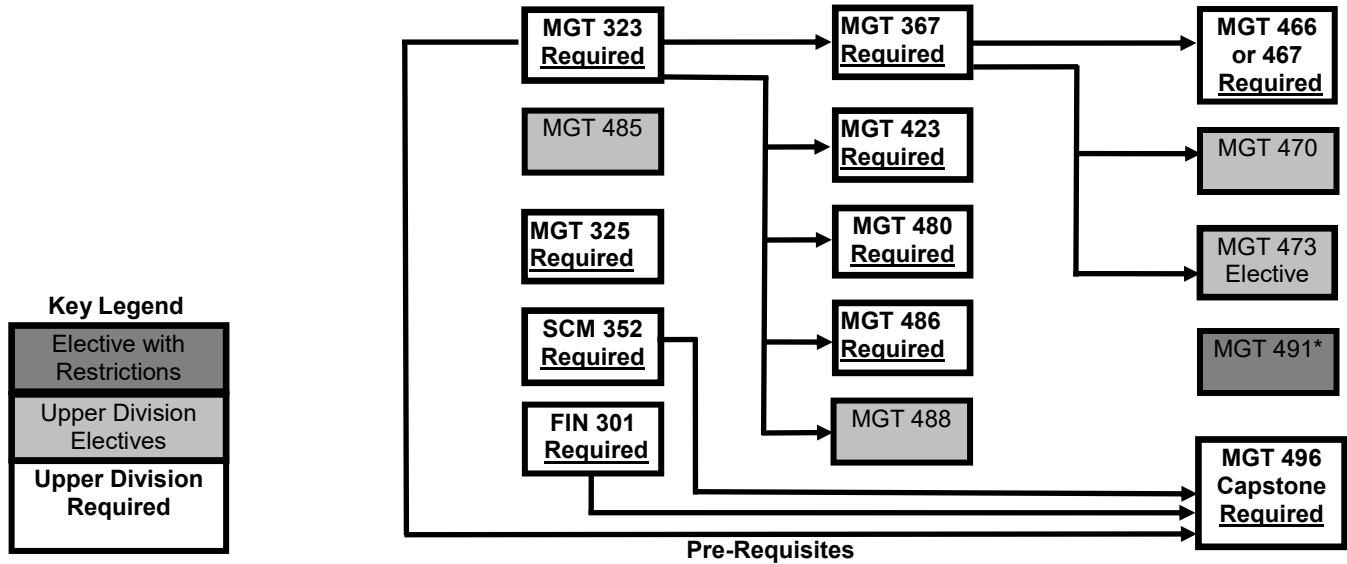 MGT 323
Required
MGT 367
Required
MGT 466
or 467
Required
MGT 485
MGT 423
Required
MGT 470
MGT 325
Required
MGT 480
Required
MGT 473
Elective
Key Legend
Elective with
Restrictions
Upper Division
Electives
Upper Division
Required
SCM 352
Required
MGT 486
Required
MGT 491*
FIN 301
Required
MGT 488
MGT 496
Capstone
Required
Pre-Requisites